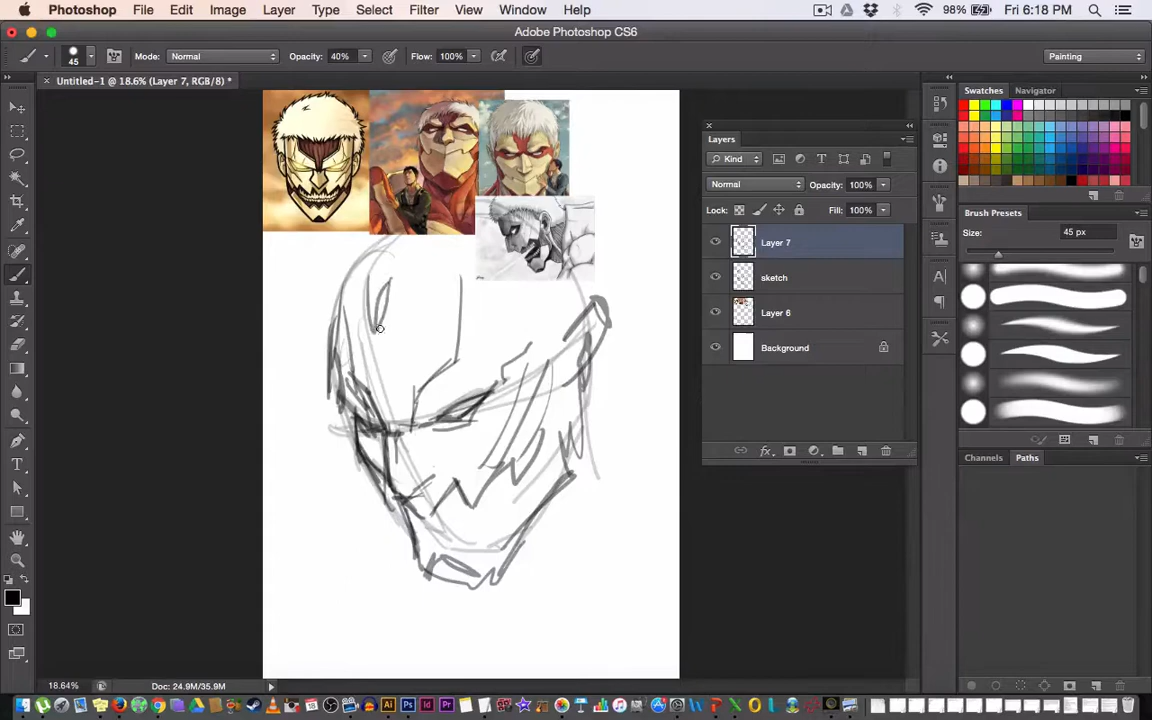 Photoshop File Edit Image Layer Type Select Filter View Window Help 98% Fri 6:18 PM
Adobe Photoshop CS6
45 Mode: Normal Opacity: 40% Flow: 100% Painting
Untitled-1 @ 18.6% (Layer 7, RGB/8) *
Swatches Navigator
Layers
Kind
Normal Opacity: 100%
Lock: Fill: 100%
Brush Presets
Size: 45 px
Layer 7
sketch
Layer 6
Background
fx
Channels Paths
18.64% Doc: 24.9M/35.9M